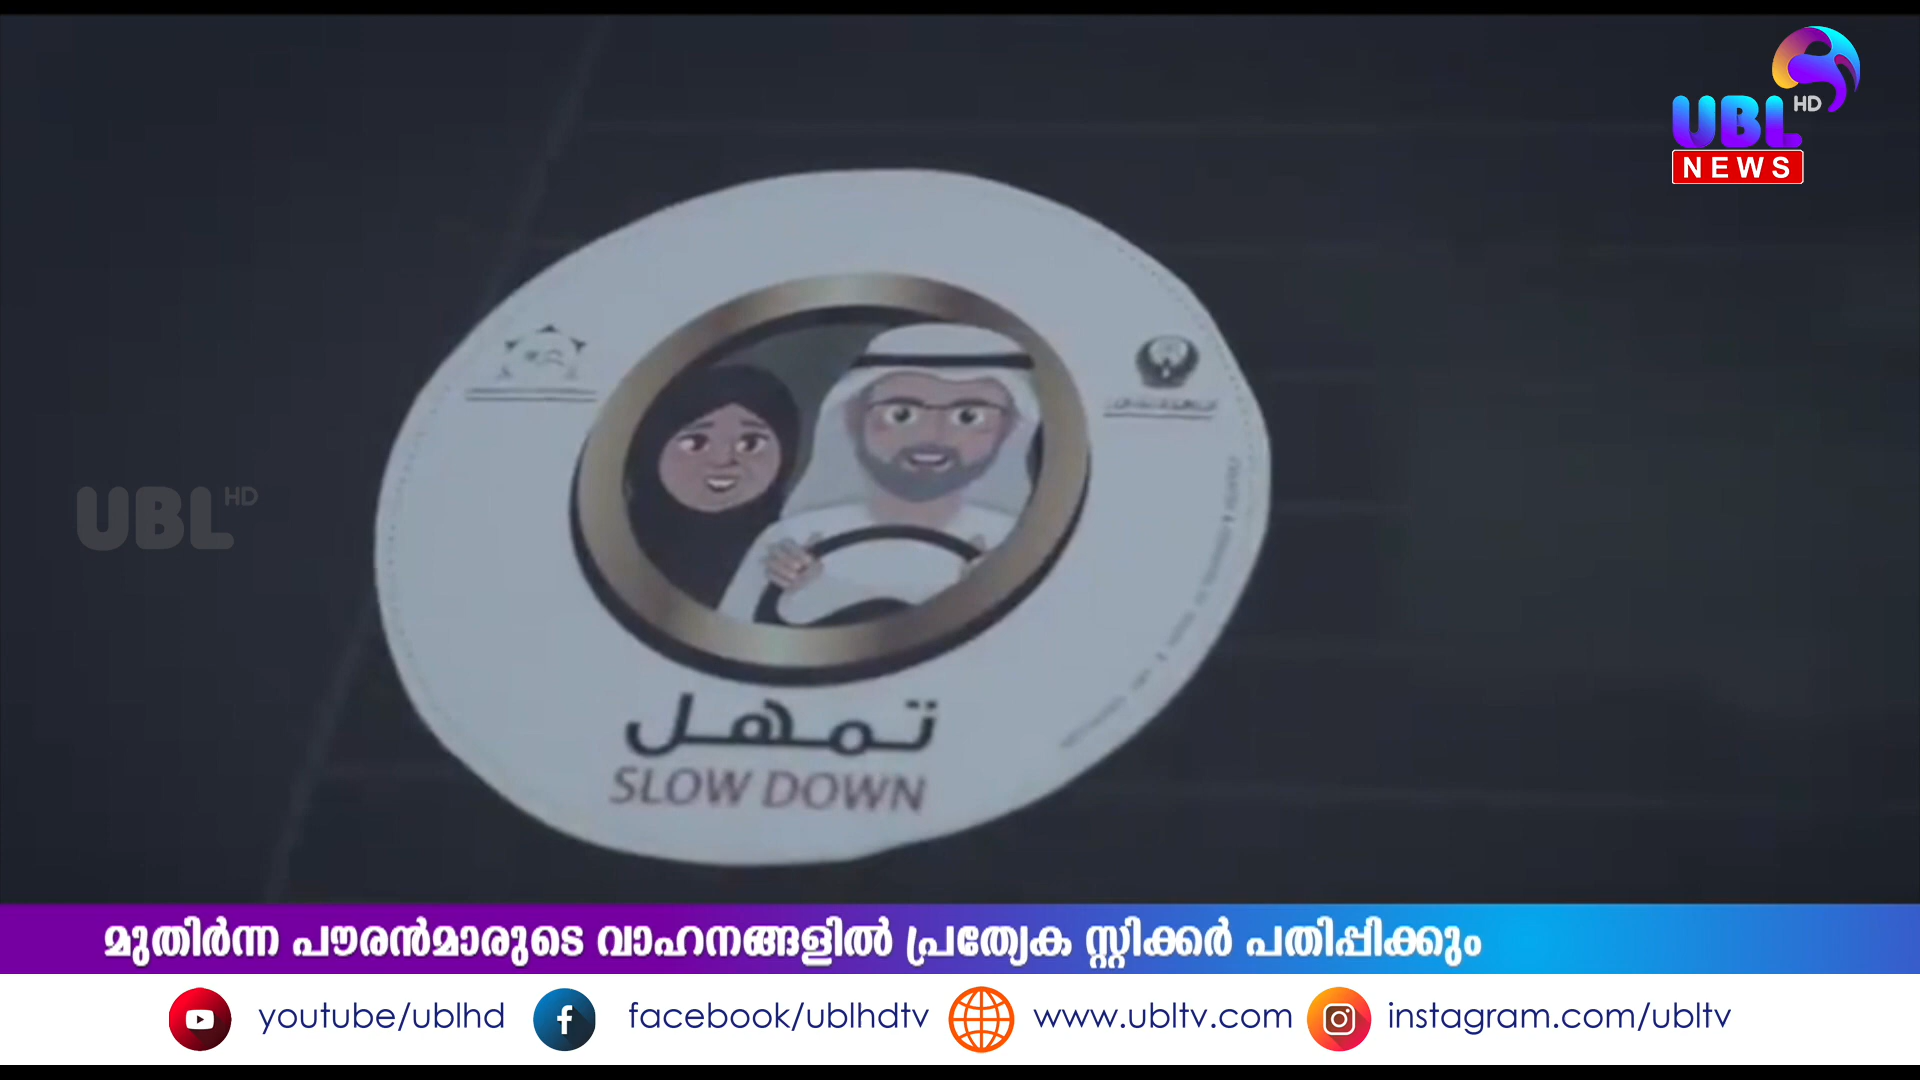 UBL HD
NEWS
UBL HD
تمهل
SLOW DOWN
മുതിർന്ന പൗരൻമാരുടെ വാഹനങ്ങളിൽ പ്രത്യേക സ്റ്റിക്കർ പതിപ്പിക്കും
youtube/ublhd
facebook/ublhdtv
www.ubltv.com
instagram.com/ubltv